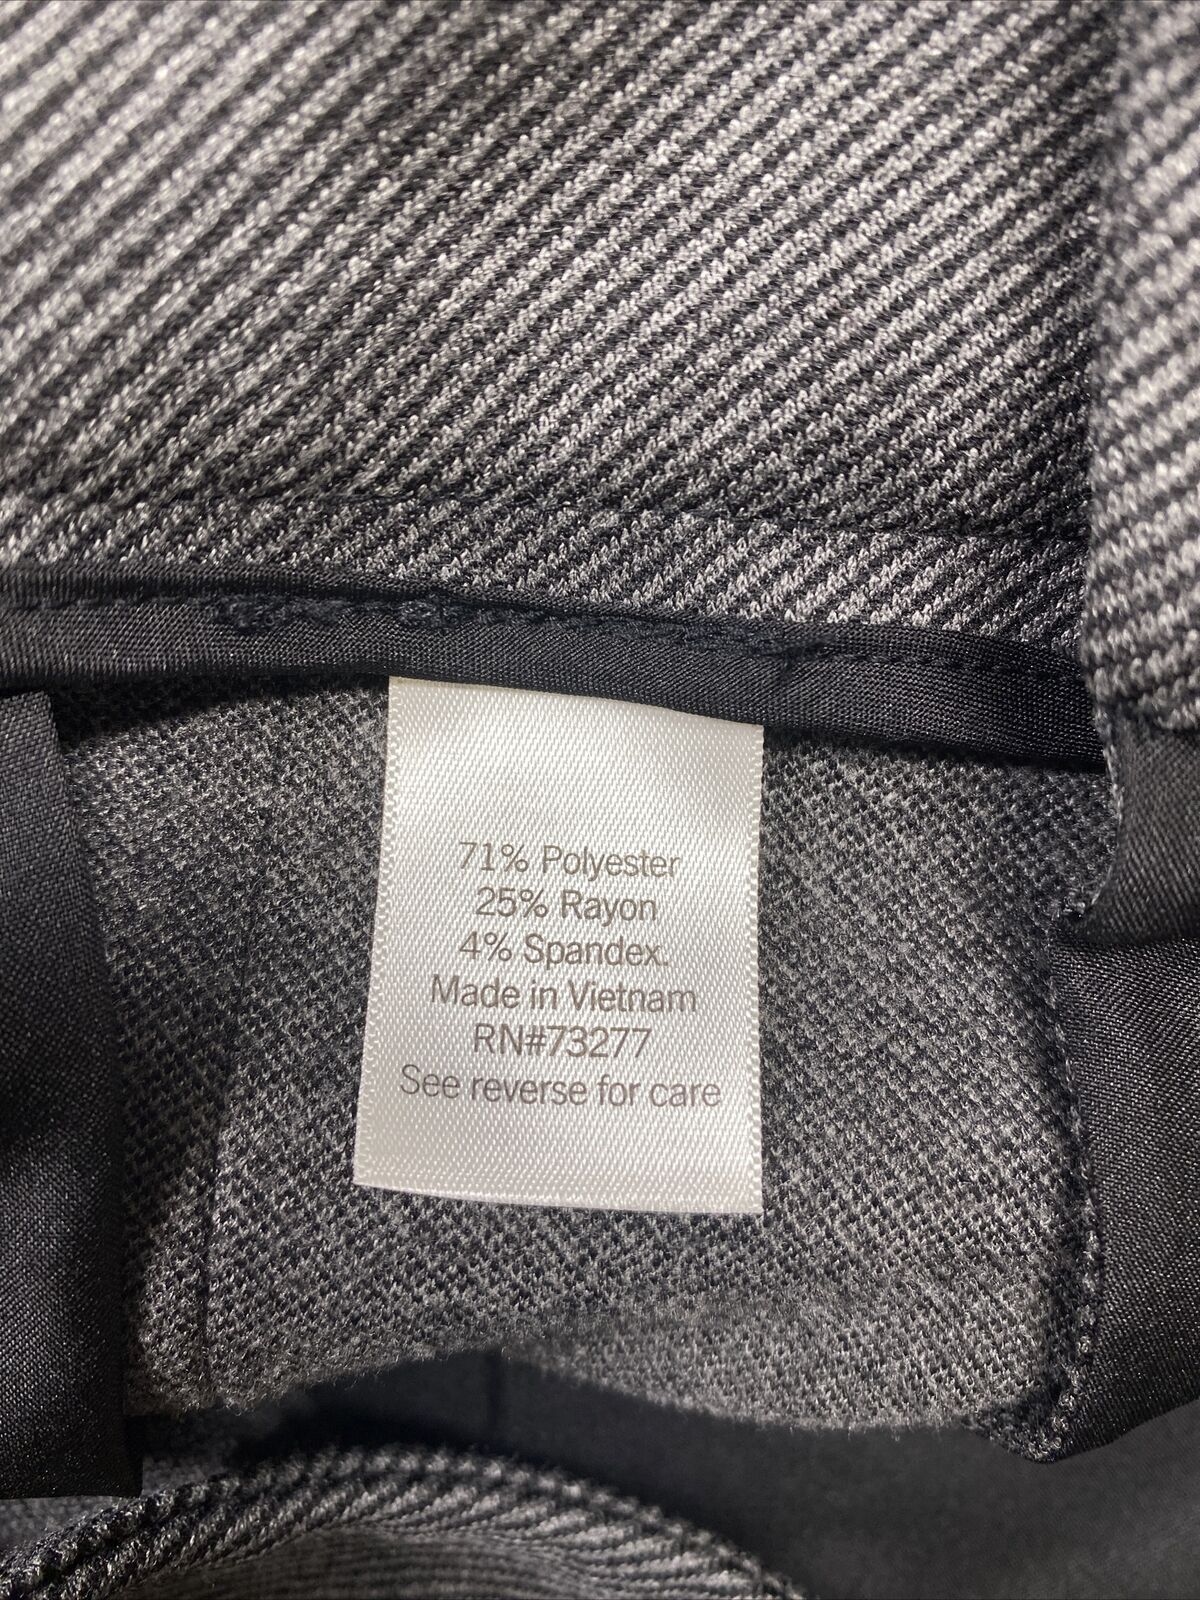 71% Polyester
25% Rayon
4% Spandex.
Made in Vietnam
RN#73277
See reverse for care